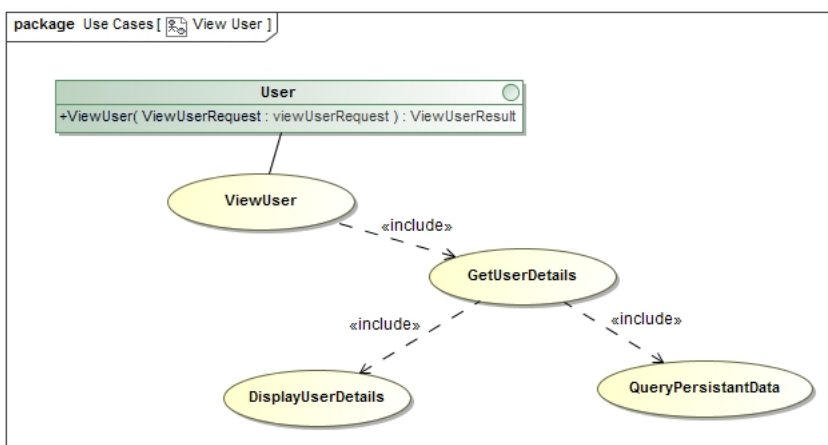 package Use Cases [ View User ]
User
+ViewUser( ViewUserRequest : viewUserRequest ) : ViewUserResult
ViewUser
«include»
GetUserDetails
«include»
«include»
DisplayUserDetails
QueryPersistantData